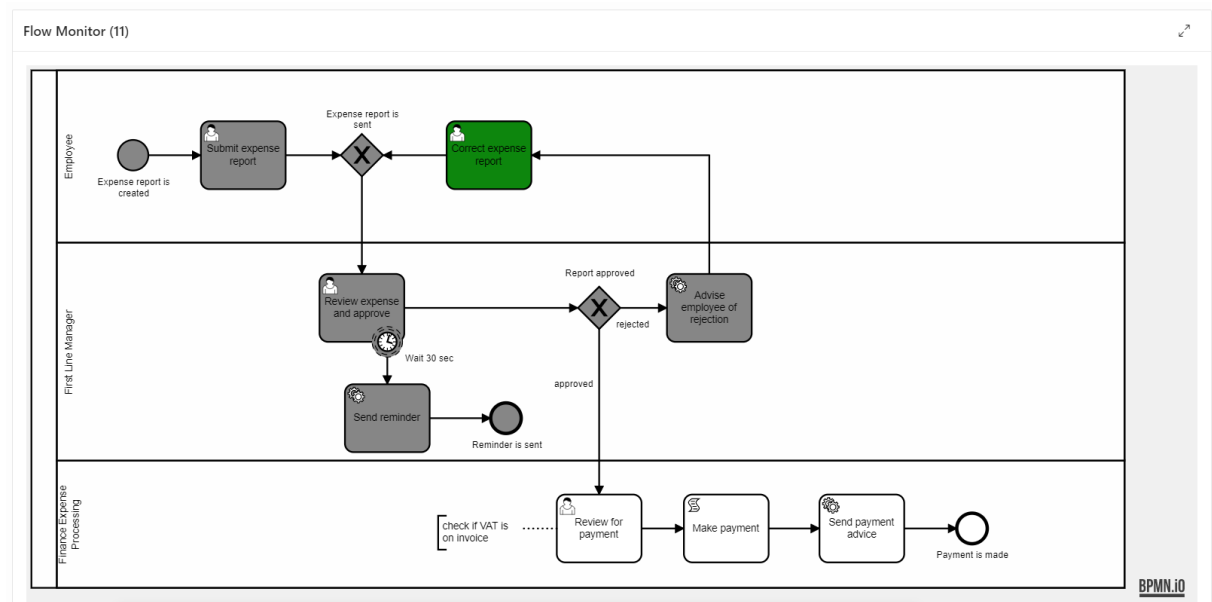 Flow Monitor (11)
Employee
Expense report is
created
Submit expense
report
Expense report is
sent
X
Correct expense
report
First Line Manager
Review expense
and approve
Wait 30 sec
Send reminder
Reminder is sent
Report approved
X
rejected
approved
Advise
employee of
rejection
Finance Expense
Processing
check if VAT is
on invoice
Review for
payment
Make payment
Send payment
advice
Payment is made
BPMN.iO